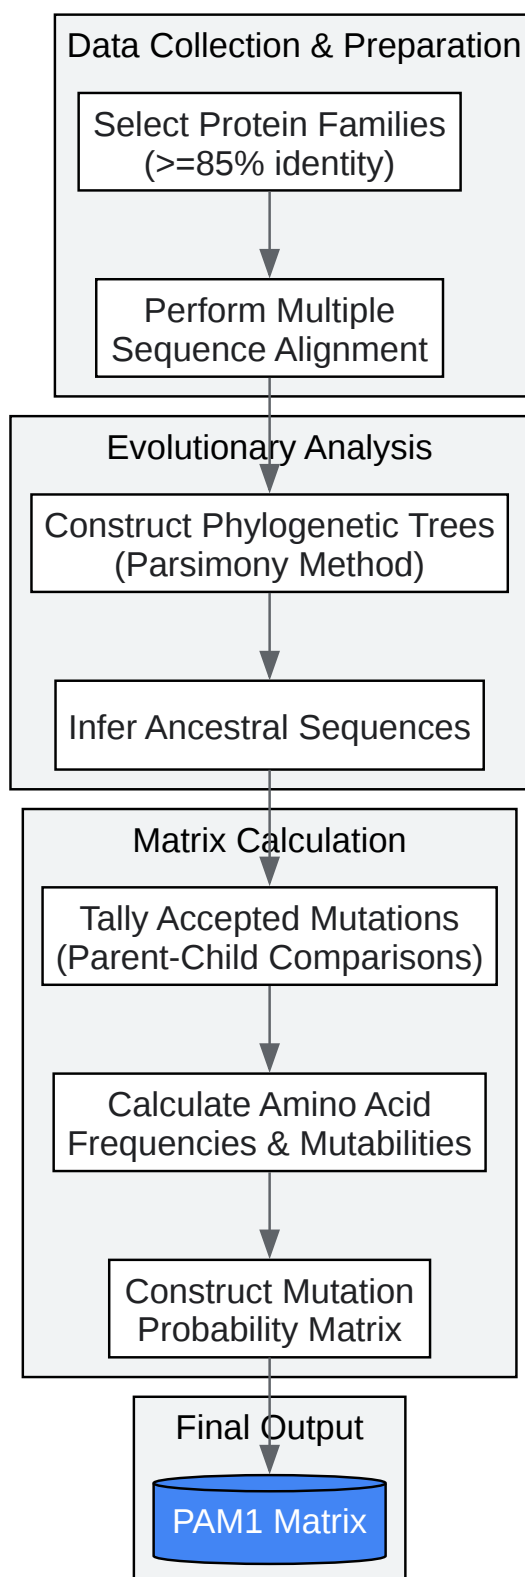 Data Collection & Preparation
Select Protein Families
(>=85% identity)
Perform Multiple
Sequence Alignment
Evolutionary Analysis
Construct Phylogenetic Trees
(Parsimony Method)
Infer Ancestral Sequences
Matrix Calculation
Tally Accepted Mutations
(Parent-Child Comparisons)
Calculate Amino Acid
Frequencies & Mutabilities
Construct Mutation
Probability Matrix
Final Output
PAM1 Matrix